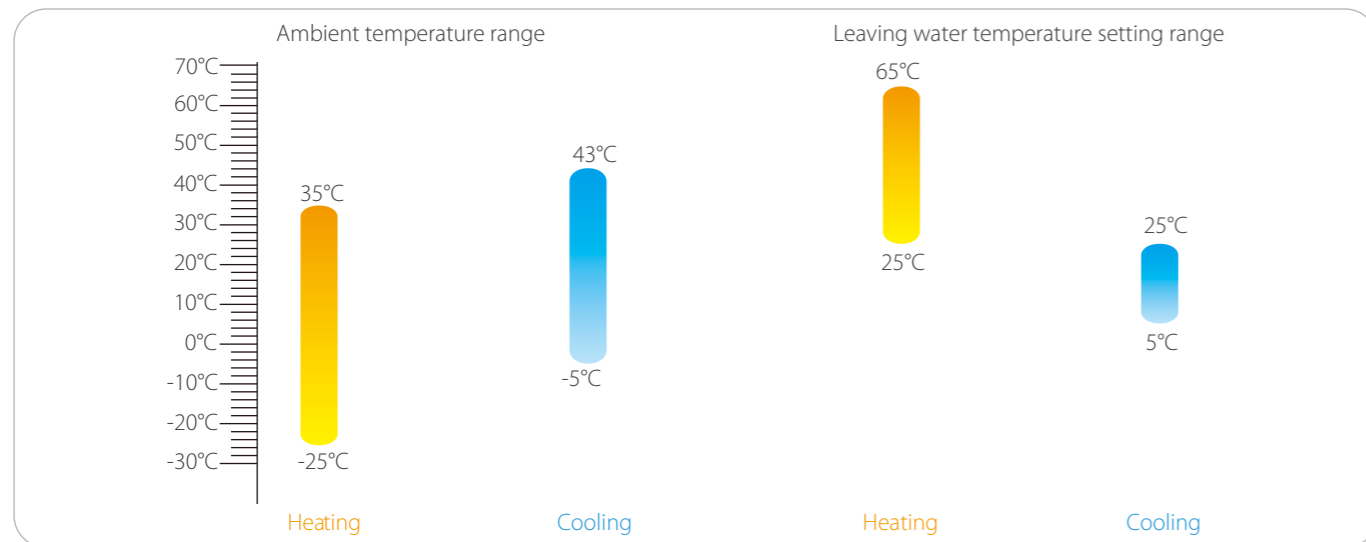 Ambient temperature range
Leaving water temperature setting range
70°C
60°C
50°C
40°C
30°C
20°C
10°C
0°C
-10°C
-20°C
-30°C
35°C
-25°C
43°C
-5°C
65°C
25°C
25°C
5°C
Heating
Cooling
Heating
Cooling